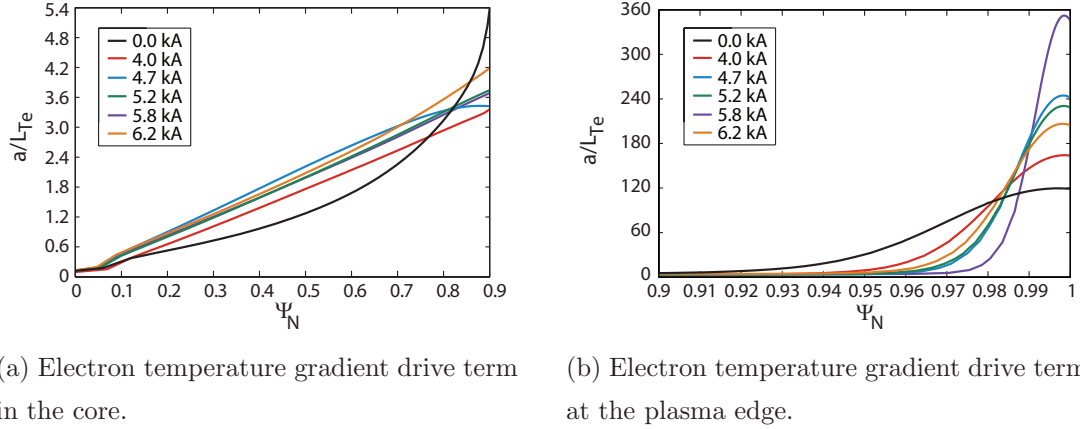 5.4
4.8
4.2
3.6
3.0
2.4
1.8
1.2
0.6
0
a/LTe
0.0 kA
4.0 kA
4.7 kA
5.2 kA
5.8 kA
6.2 kA
0 0.1 0.2 0.3 0.4 0.5 0.6 0.7 0.8 0.9
ΨN
360
300
240
180
120
60
0
a/LTe
0.0 kA
4.0 kA
4.7 kA
5.2 kA
5.8 kA
6.2 kA
0.9 0.91 0.92 0.93 0.94 0.95 0.96 0.97 0.98 0.99 1
ΨN
(a) Electron temperature gradient drive term
in the core.
(b) Electron temperature gradient drive term
at the plasma edge.